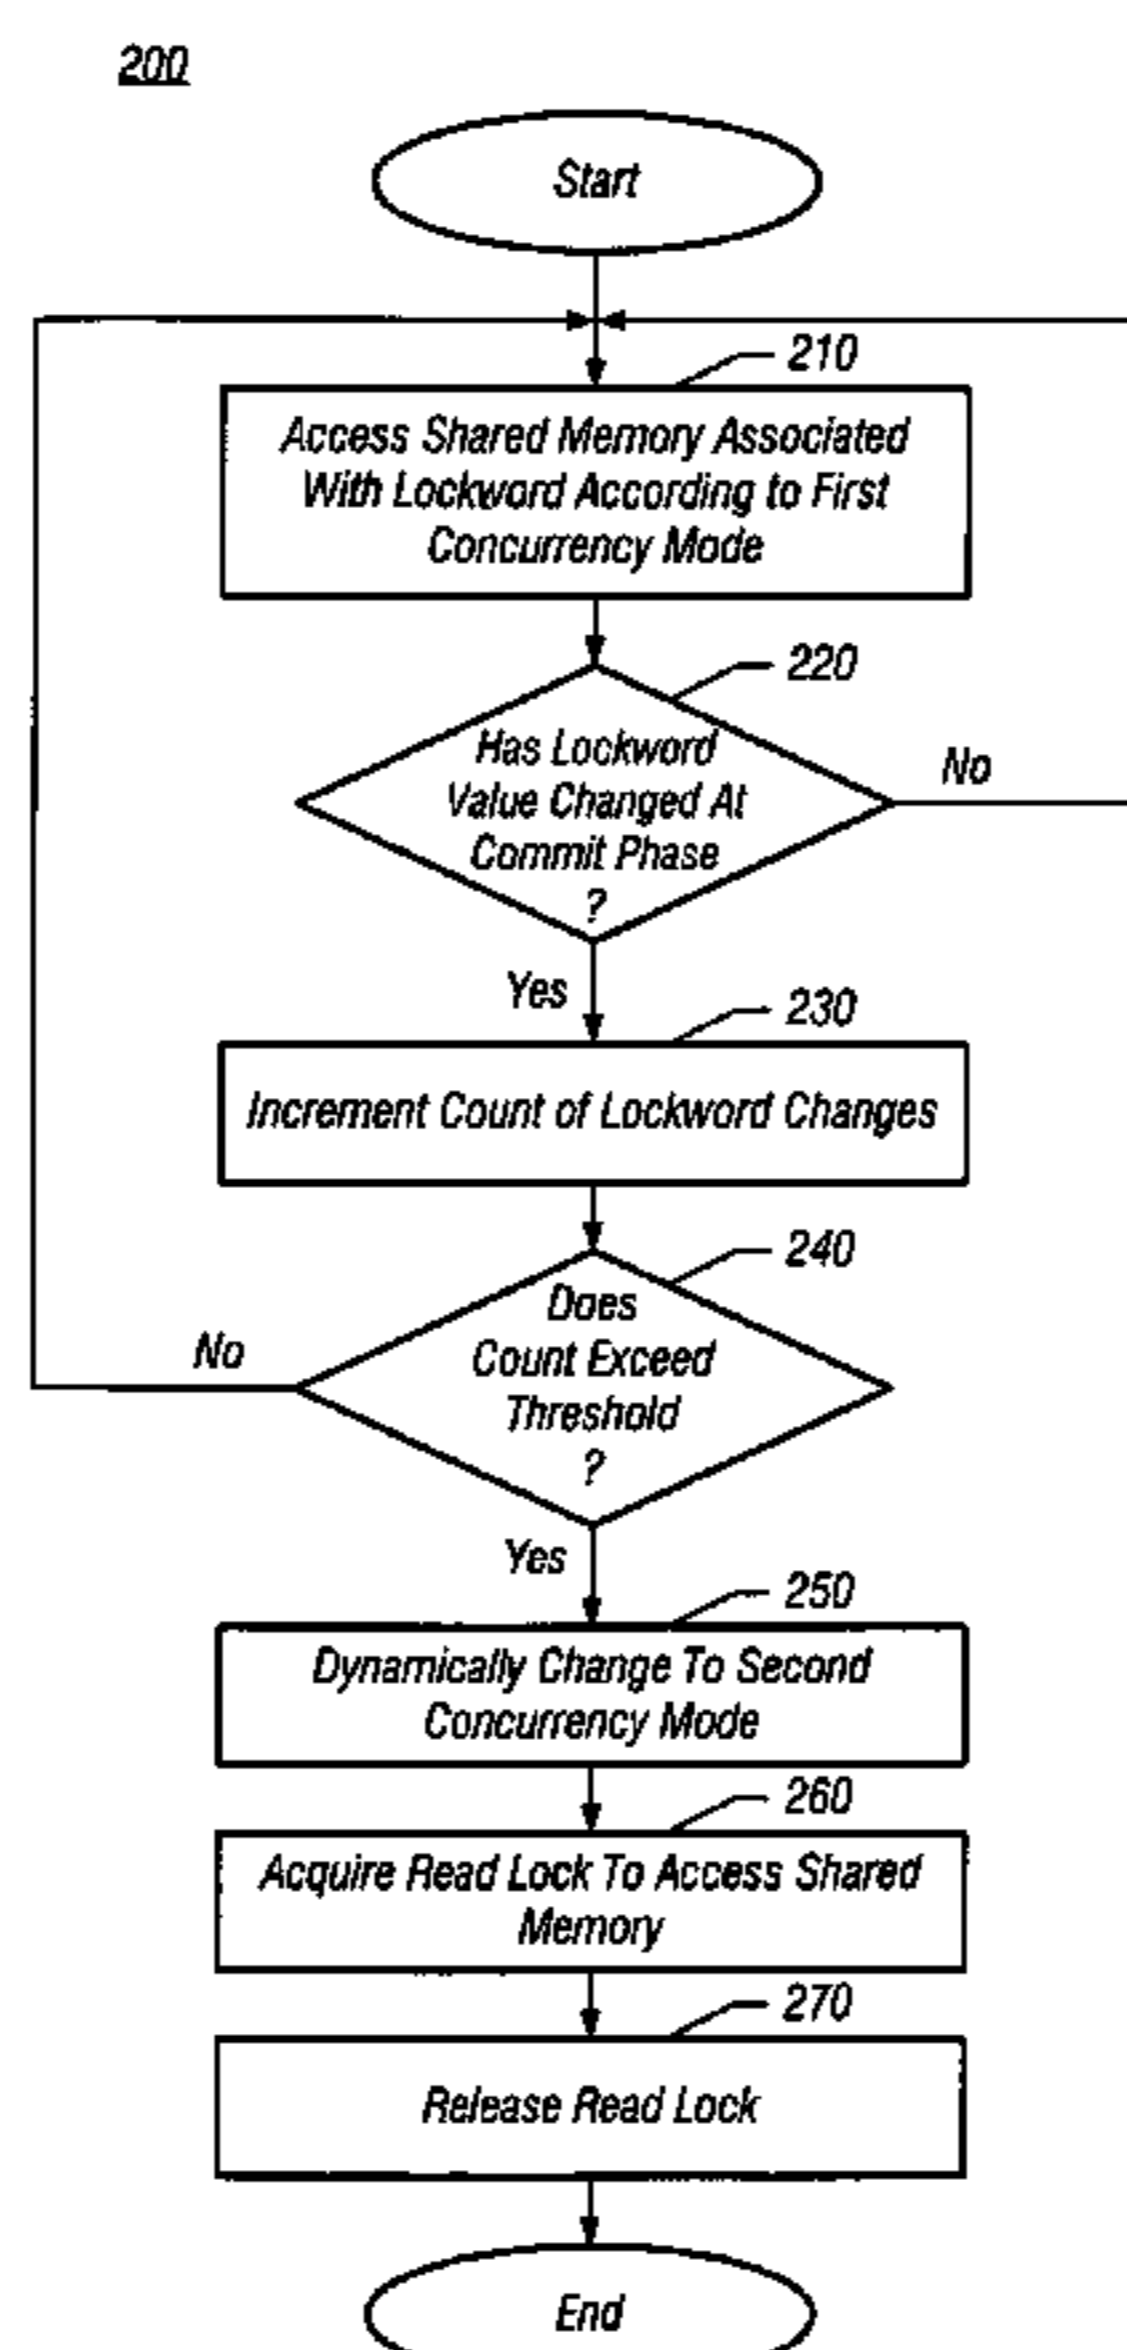 200
Start
210
Access Shared Memory Associated
With Lockword According to First
Concurrency Mode
220
Has Lockword
Value Changed At
Commit Phase
?
No
Yes
230
Increment Count of Lockword Changes
240
Does
Count Exceed
Threshold
?
No
Yes
250
Dynamically Change To Second
Concurrency Mode
260
Acquire Read Lock To Access Shared
Memory
270
Release Read Lock
End